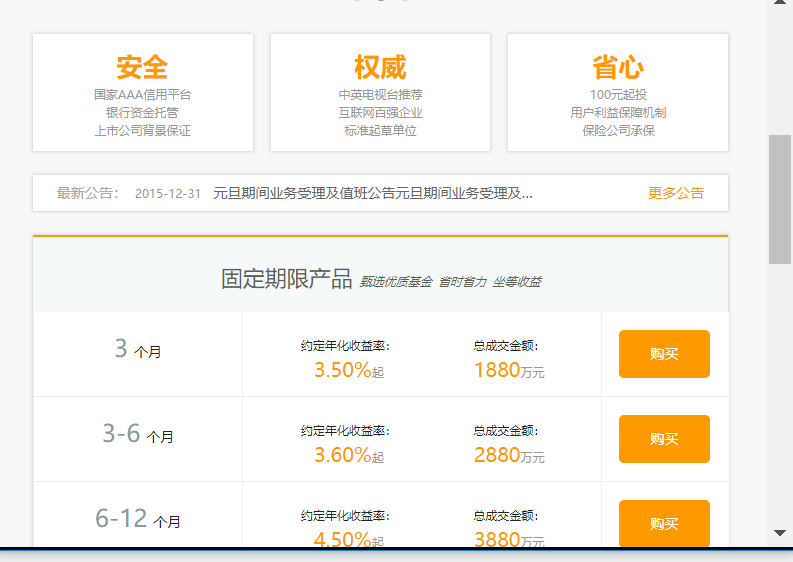 安全
国家AAA信用平台
银行资金托管
上市公司背景保证
权威
中英电视台推荐
互联网百强企业
标准起草单位
省心
100元起投
用户利益保障机制
保险公司承保
最新公告： 2015-12-31 元旦期间业务受理及值班公告元旦期间业务受理及... 更多公告
固定期限产品 甄选优质基金 省时省力 坐等收益
3 个月
约定年化收益率：
3.50%起
总成交金额：
1880万元
购买
3-6 个月
约定年化收益率：
3.60%起
总成交金额：
2880万元
购买
6-12 个月
约定年化收益率：
4.50%起
总成交金额：
3880万元
购买